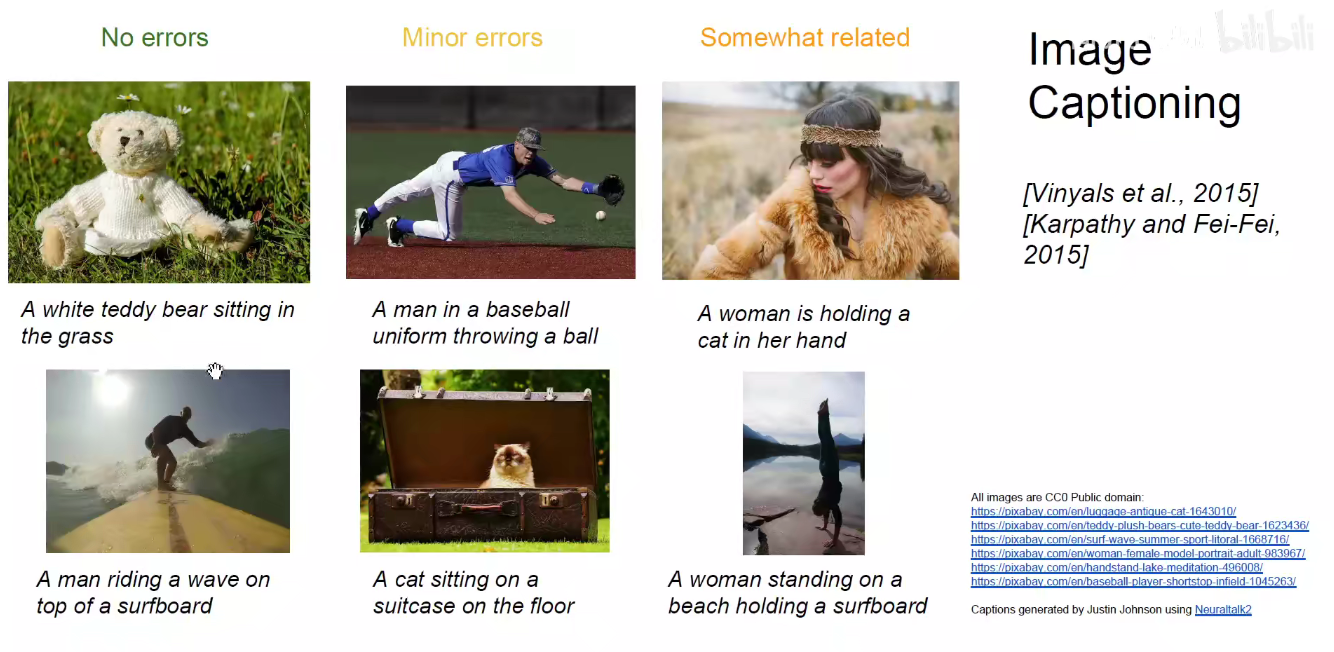 No errors
Minor errors
Somewhat related
Image
Captioning
bilibili
[Vinyals et al., 2015]
[Karpathy and Fei-Fei,
2015]
A white teddy bear sitting in
the grass
A man in a baseball
uniform throwing a ball
A woman is holding a
cat in her hand
A man riding a wave on
top of a surfboard
A cat sitting on a
suitcase on the floor
A woman standing on a
beach holding a surfboard
All images are CC0 Public domain:
https://pixabay.com/en/luggage-antique-cat-1643010/
https://pixabay.com/en/teddy-plush-bears-cute-teddy-bear-1623436/
https://pixabay.com/en/surf-wave-summer-sport-litoral-1668716/
https://pixabay.com/en/woman-female-model-portrait-adult-983967/
https://pixabay.com/en/handstand-lake-meditation-496008/
https://pixabay.com/en/baseball-player-shortstop-infield-1045263/
Captions generated by Justin Johnson using Neuraltalk2